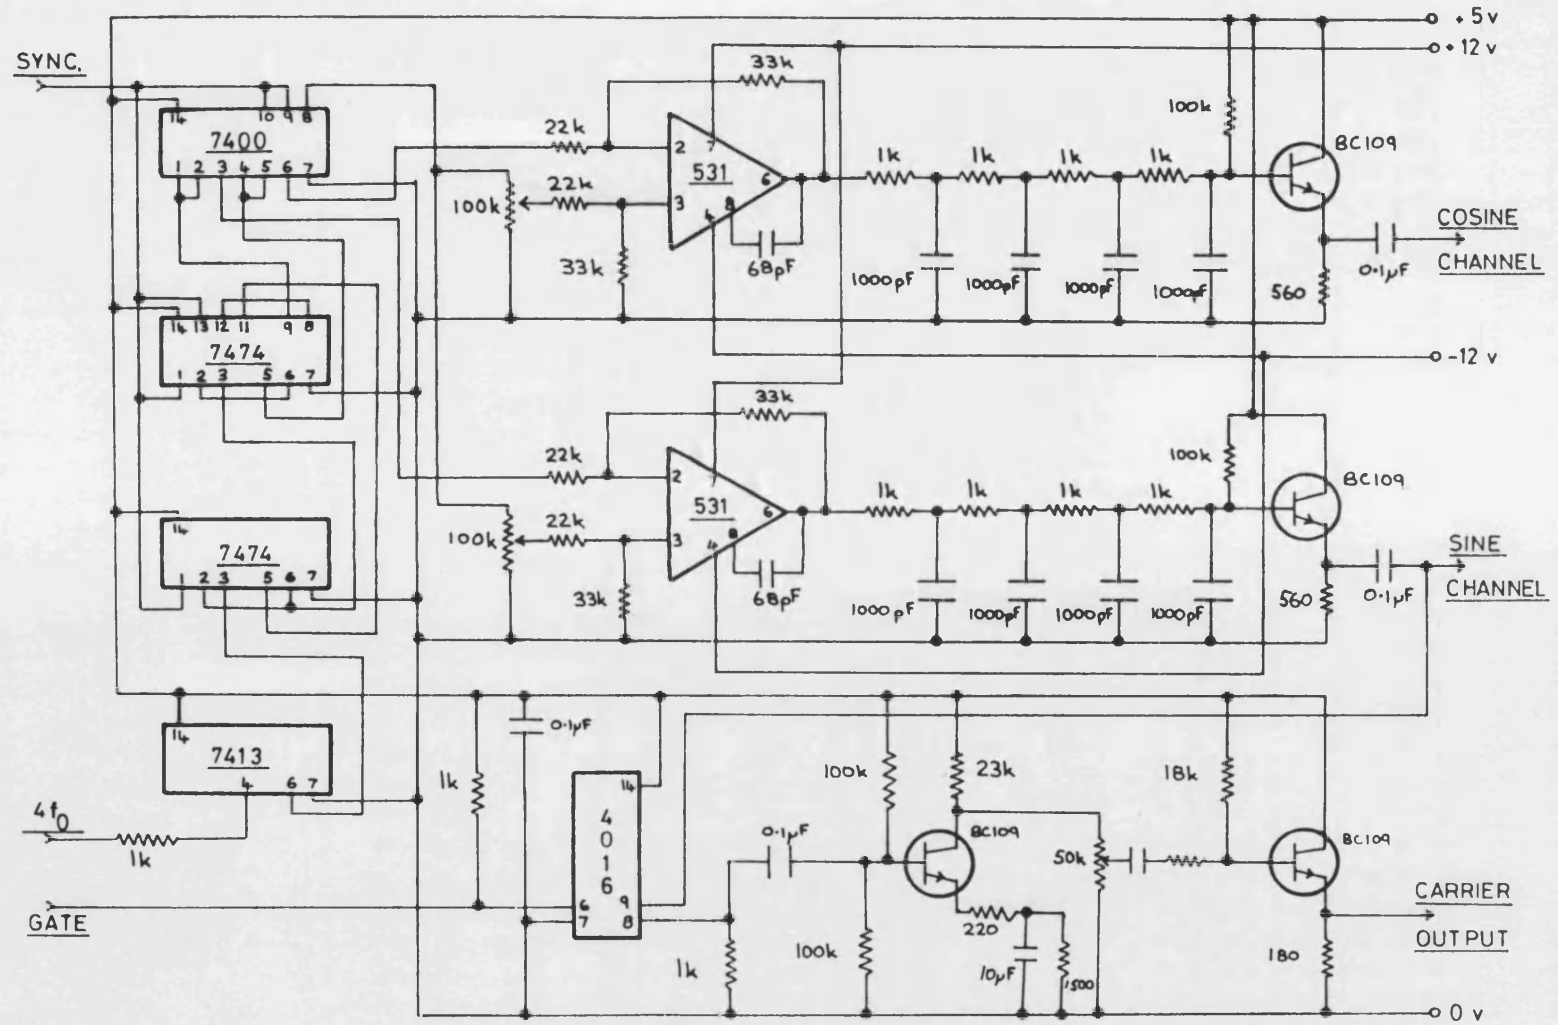 +5v
+12v
SYNC.
14 10 9 8
7400
1 2 3 4 5 6 7
22k
33k
2
7
531
6
3
8
4
22k
100k
33k
68pF
1k
1k
1k
1k
1000pF
1000pF
1000pF
1000pF
100k
BC109
COSINE
CHANNEL
0.1µF
560
14 13 12 11 9 8
7474
1 2 3 5 6 7
-12 v
22k
33k
2
7
531
6
3
8
4
22k
100k
33k
68pF
1k
1k
1k
1k
1000pF
1000pF
1000pF
1000pF
100k
BC109
SINE
CHANNEL
0.1µF
560
14
7474
1 2 3 5 6 7
14
7413
4 6 7
4f0
1k
GATE
1k
0.1µF
14
4016
6 9
7 8
1k
0.1µF
100k
100k
23k
BC109
220
10µF
1500
50k
18k
BC109
CARRIER
OUTPUT
180
0 v